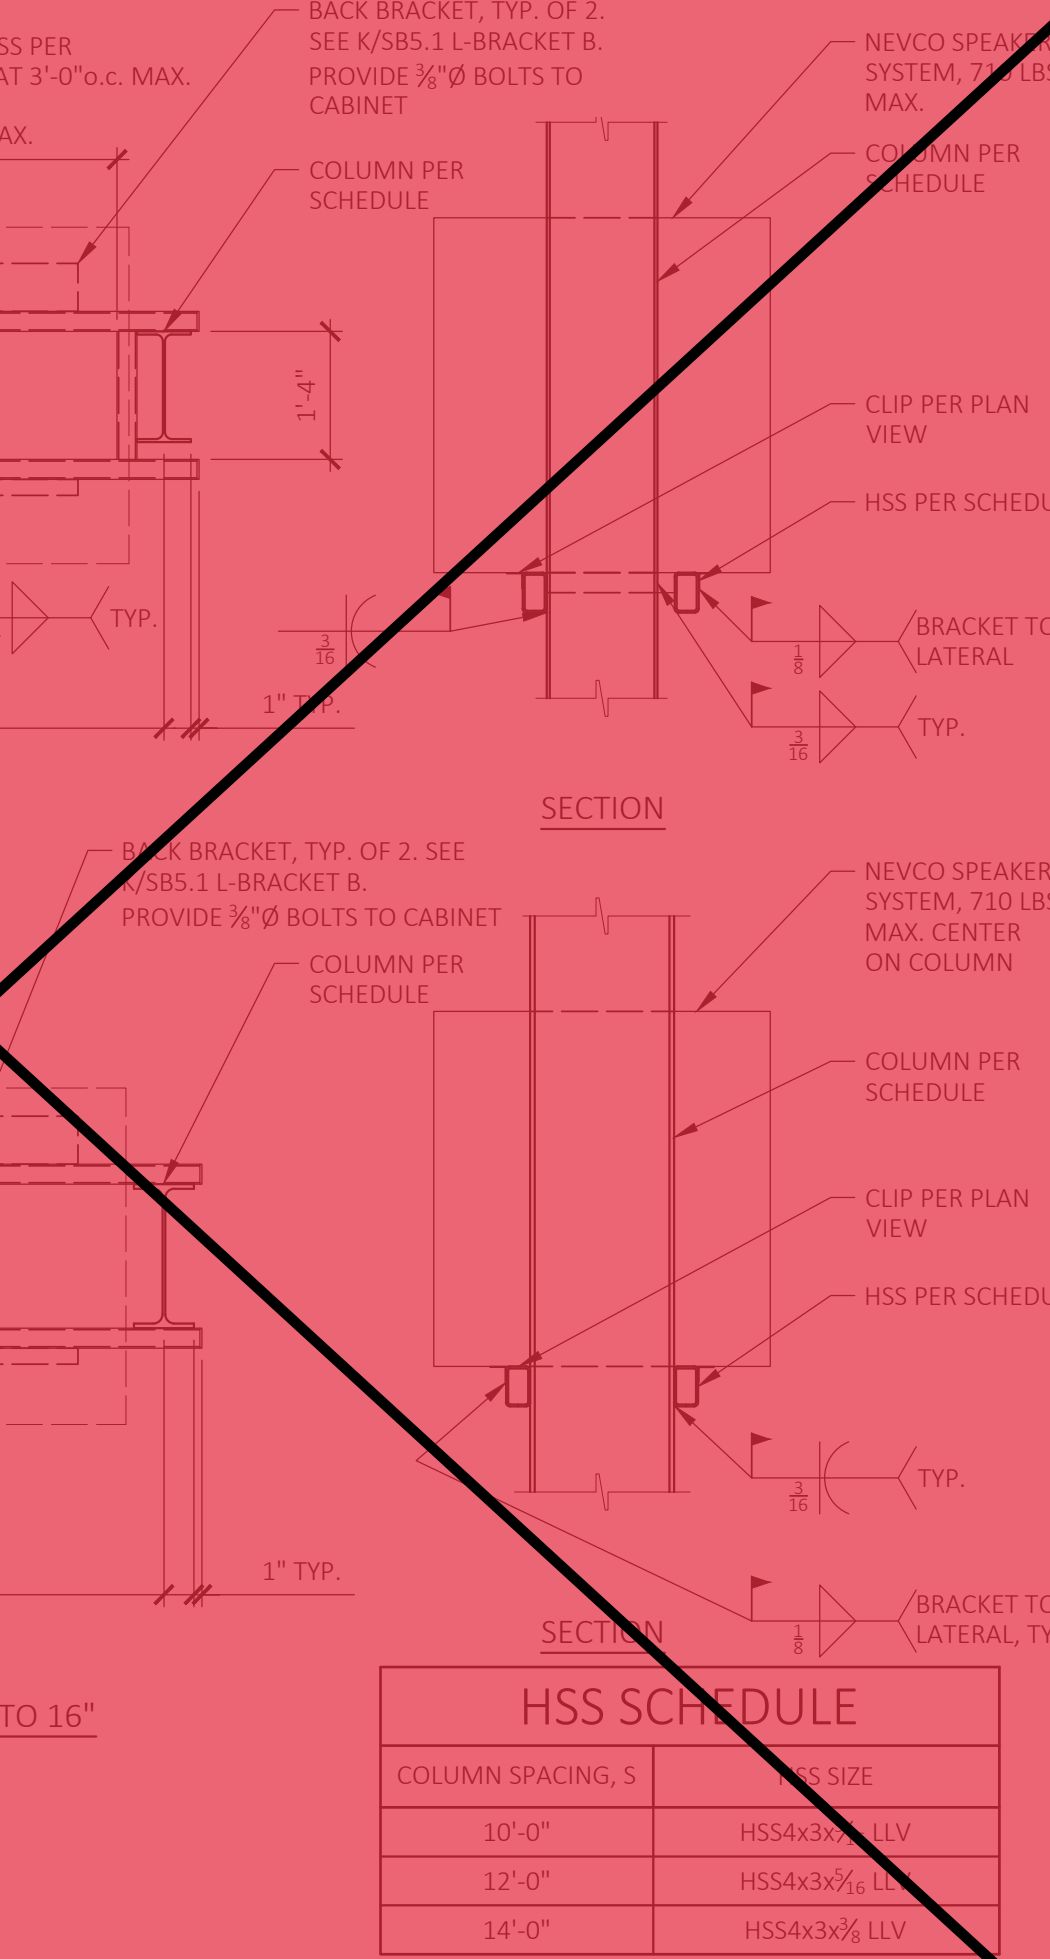 BACK BRACKET, TYP. OF 2.
SEE K/SB5.1 L-BRACKET B.
PROVIDE ⅜"Ø BOLTS TO
CABINET
SS PER
AT 3'-0"o.c. MAX.
AX.
COLUMN PER
SCHEDULE
NEVCO SPEAKER
SYSTEM, 710 LBS
MAX.
COLUMN PER
SCHEDULE
1'-4"
CLIP PER PLAN
VIEW
HSS PER SCHEDU
TYP.
3/16
1/8
BRACKET TO
LATERAL
1" TYP.
3/16
TYP.
SECTION
BACK BRACKET, TYP. OF 2. SEE
K/SB5.1 L-BRACKET B.
PROVIDE ⅜"Ø BOLTS TO CABINET
COLUMN PER
SCHEDULE
NEVCO SPEAKER
SYSTEM, 710 LBS
MAX. CENTER
ON COLUMN
COLUMN PER
SCHEDULE
CLIP PER PLAN
VIEW
HSS PER SCHEDU
3/16
TYP.
1" TYP.
1/8
BRACKET TO
LATERAL, TY
SECTION
TO 16"
HSS SCHEDULE
COLUMN SPACING, S HSS SIZE
10'-0" LLV
12'-0" HSS4x3x5/16 LLV
14'-0" HSS4x3x⅜ LLV